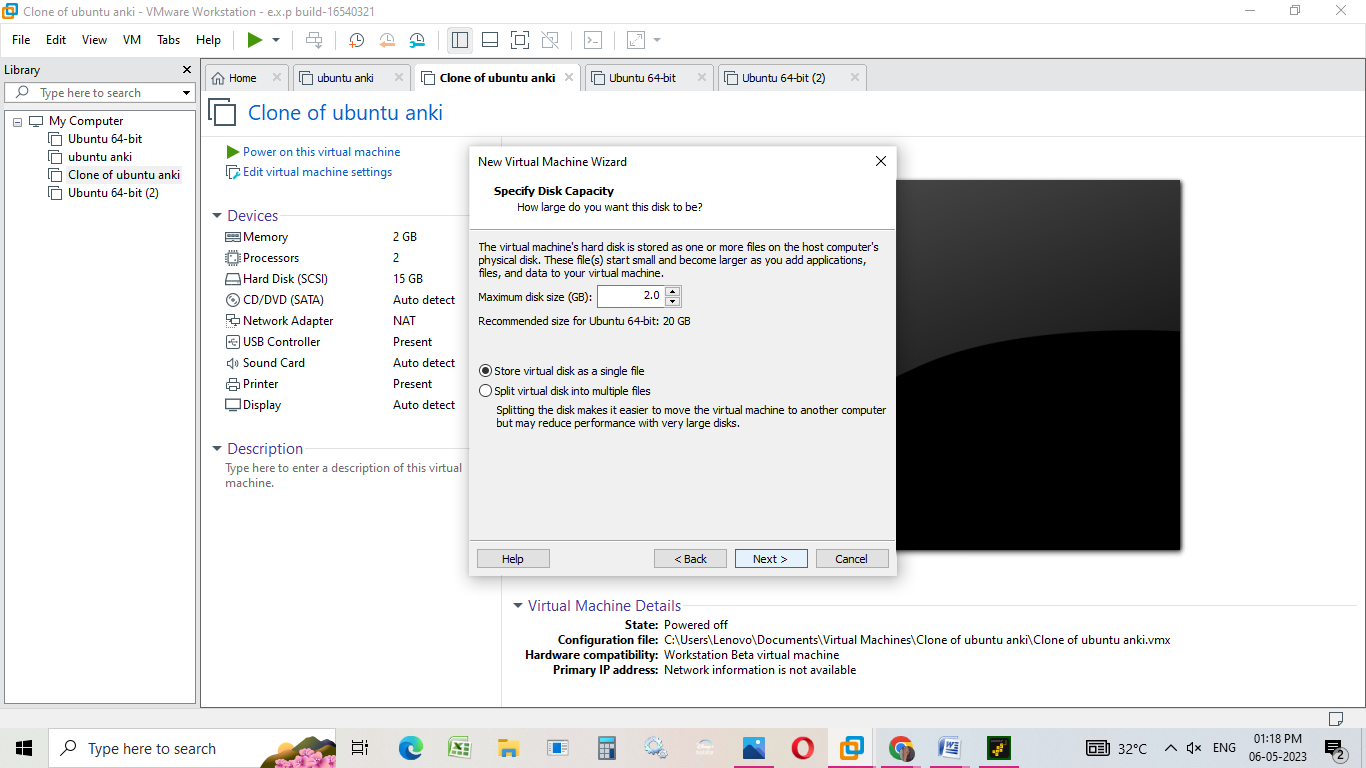 Clone of ubuntu anki - VMware Workstation - e.x.p build-16540321
File Edit View VM Tabs Help
Library
Type here to search
My Computer
Ubuntu 64-bit
ubuntu anki
Clone of ubuntu anki
Ubuntu 64-bit (2)
Home ubuntu anki Clone of ubuntu anki Ubuntu 64-bit Ubuntu 64-bit (2)
Clone of ubuntu anki
Power on this virtual machine
Edit virtual machine settings
Devices
Memory 2 GB
Processors 2
Hard Disk (SCSI) 15 GB
CD/DVD (SATA) Auto detect
Network Adapter NAT
USB Controller Present
Sound Card Auto detect
Printer Present
Display Auto detect
Description
Type here to enter a description of this virtual
machine.
New Virtual Machine Wizard
Specify Disk Capacity
How large do you want this disk to be?
The virtual machine's hard disk is stored as one or more files on the host computer's
physical disk. These file(s) start small and become larger as you add applications,
files, and data to your virtual machine.
Maximum disk size (GB): 2.0
Recommended size for Ubuntu 64-bit: 20 GB
Store virtual disk as a single file
Split virtual disk into multiple files
Splitting the disk makes it easier to move the virtual machine to another computer
but may reduce performance with very large disks.
Help < Back Next > Cancel
Virtual Machine Details
State: Powered off
Configuration file: C:\Users\Lenovo\Documents\Virtual Machines\Clone of ubuntu anki\Clone of ubuntu anki.vmx
Hardware compatibility: Workstation Beta virtual machine
Primary IP address: Network information is not available
Type here to search
32°C ENG
01:18 PM
06-05-2023
2